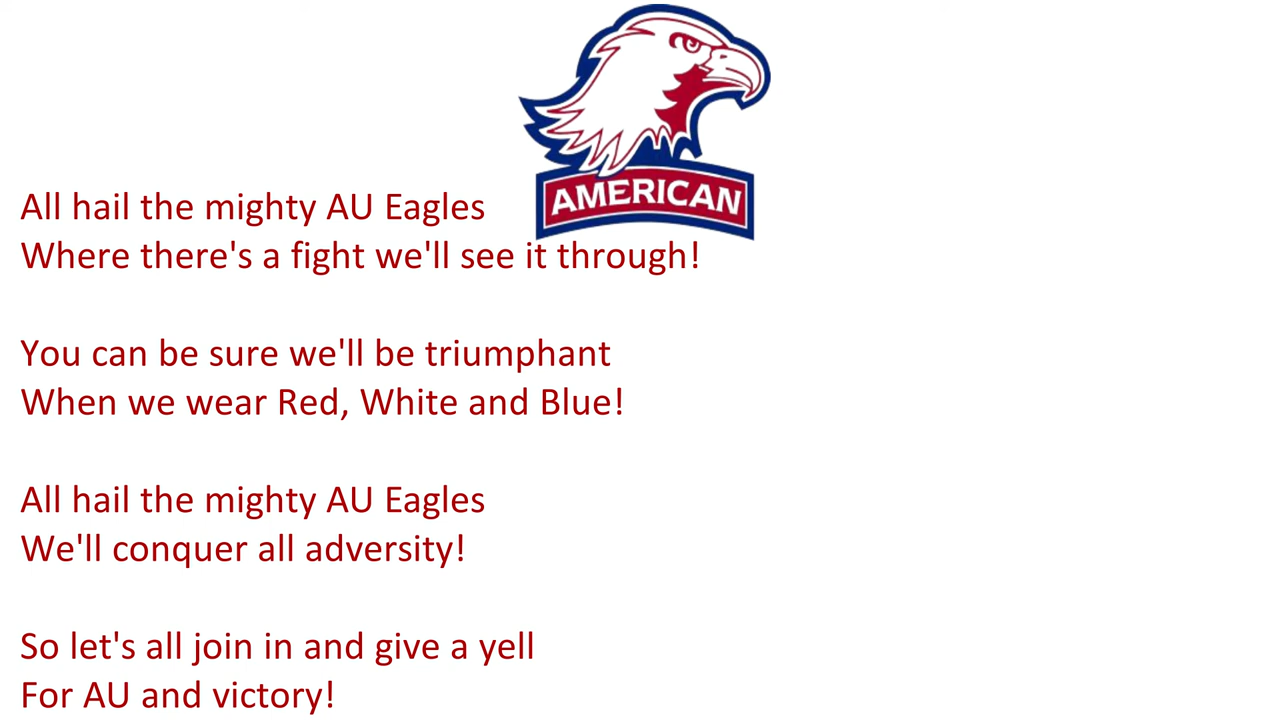 AMERICAN
All hail the mighty AU Eagles
Where there's a fight we'll see it through!
You can be sure we'll be triumphant
When we wear Red, White and Blue!
All hail the mighty AU Eagles
We'll conquer all adversity!
So let's all join in and give a yell
For AU and victory!